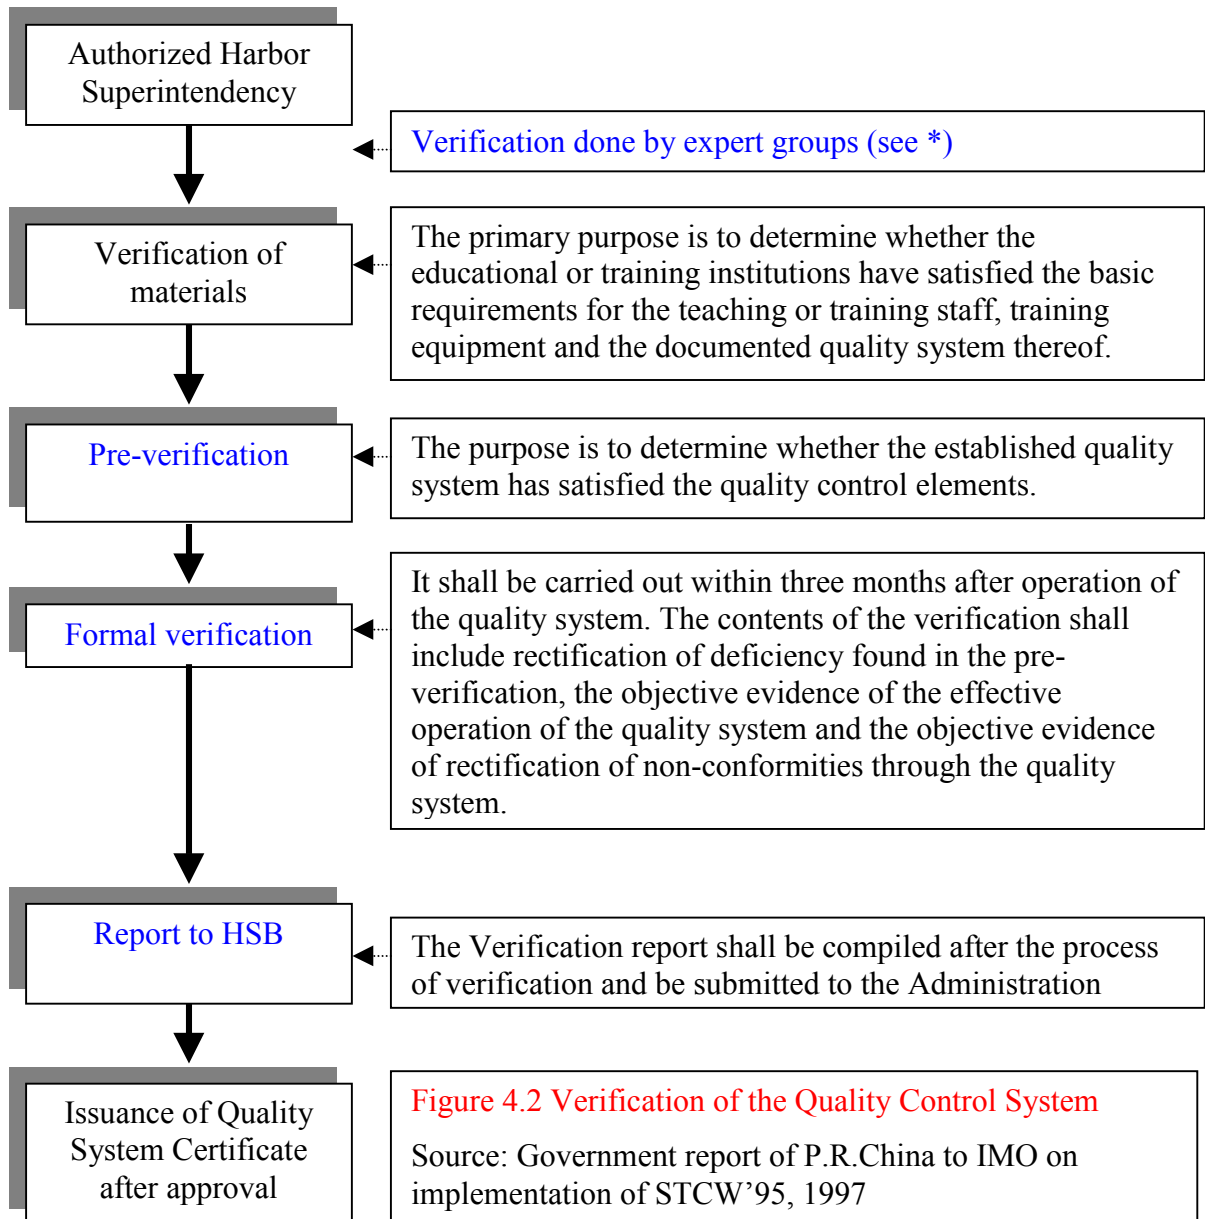 Authorized Harbor
Superintendency
Verification done by expert groups (see *)
Verification of
materials
The primary purpose is to determine whether the
educational or training institutions have satisfied the basic
requirements for the teaching or training staff, training
equipment and the documented quality system thereof.
Pre-verification
The purpose is to determine whether the established quality
system has satisfied the quality control elements.
Formal verification
It shall be carried out within three months after operation of
the quality system. The contents of the verification shall
include rectification of deficiency found in the pre-
verification, the objective evidence of the effective
operation of the quality system and the objective evidence
of rectification of non-conformities through the quality
system.
Report to HSB
The Verification report shall be compiled after the process
of verification and be submitted to the Administration
Issuance of Quality
System Certificate
after approval
Figure 4.2 Verification of the Quality Control System
Source: Government report of P.R.China to IMO on
implementation of STCW’95, 1997